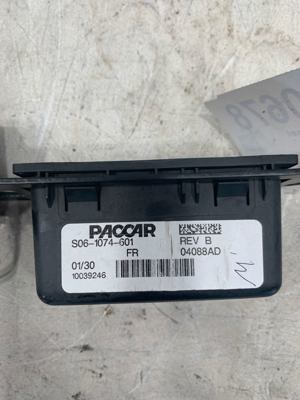 PACCAR
S06-1074-601 REV B
FR 04088AD
01/30
10039246